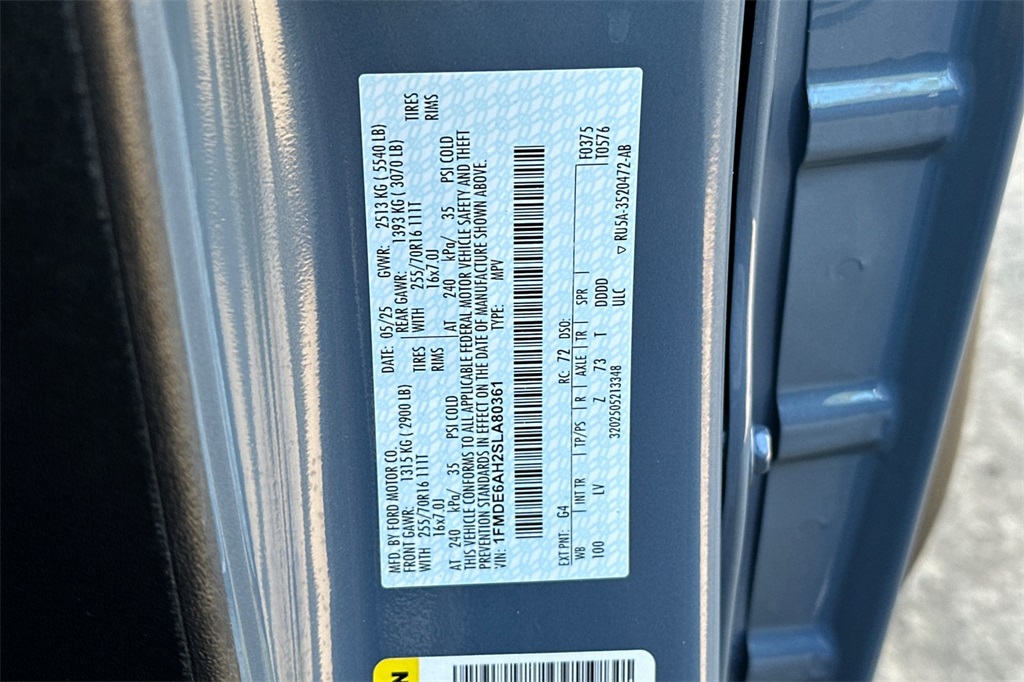 MFD. BY FORD MOTOR CO.
DATE: 05/25 GVWR: 2513 KG ( 5540 LB)
FRONT GAWR: 1315 KG ( 2900 LB) REAR GAWR: 1393 KG ( 3070 LB)
WITH 255/70R16 111T TIRES WITH 255/70R16 111T TIRES
16x7.0J RIMS 16x7.0J RIMS
AT 240 kPa/ 35 PSI COLD AT 240 kPa/ 35 PSI COLD
THIS VEHICLE CONFORMS TO ALL APPLICABLE FEDERAL MOTOR VEHICLE SAFETY AND THEFT
PREVENTION STANDARDS IN EFFECT ON THE DATE OF MANUFACTURE SHOWN ABOVE.
VIN: 1FMDE6AH2SLA80361 TYPE: MPV
EXT PNT: G4 RC: 72 DSO: F0375
WB INT TR TP/PS R AXLE TR SPR T0576
100 LV Z 73 T DDDD
3202505213348 ULC ▽ RU5A-3520472-AB